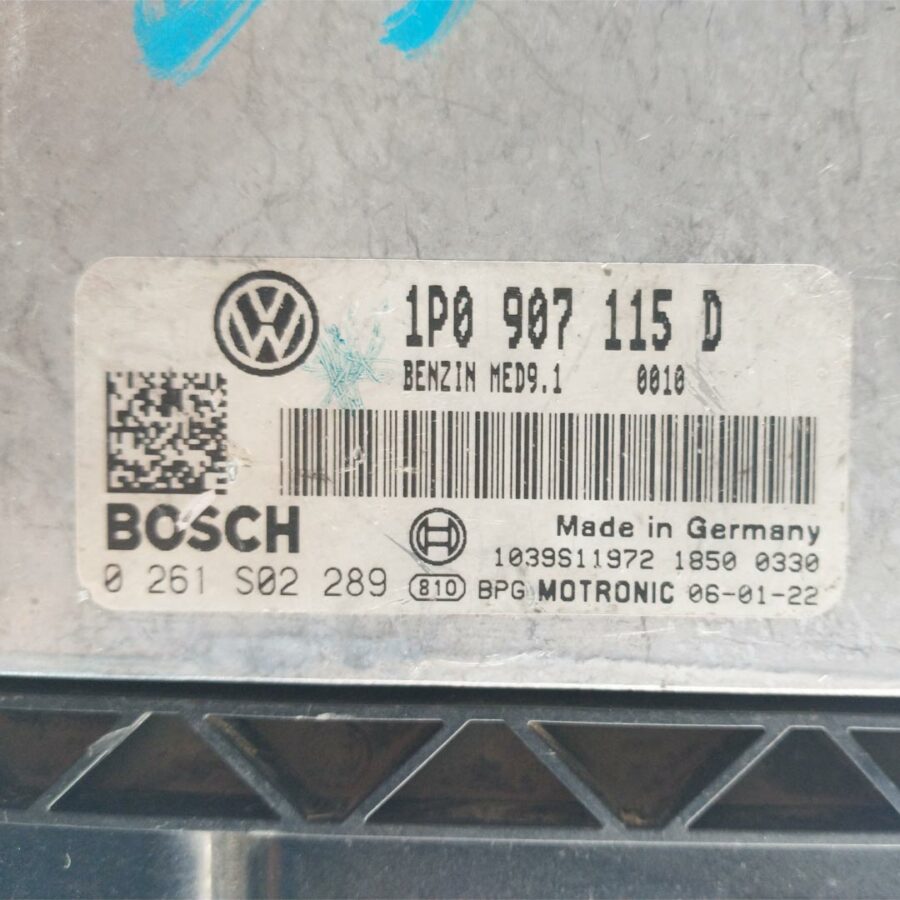 1P0 907 115 D
BENZIN MED9.1 0010
BOSCH
Made in Germany
1039S11972 1850 0330
0 261 S02 289 810 BPG MOTRONIC 06-01-22